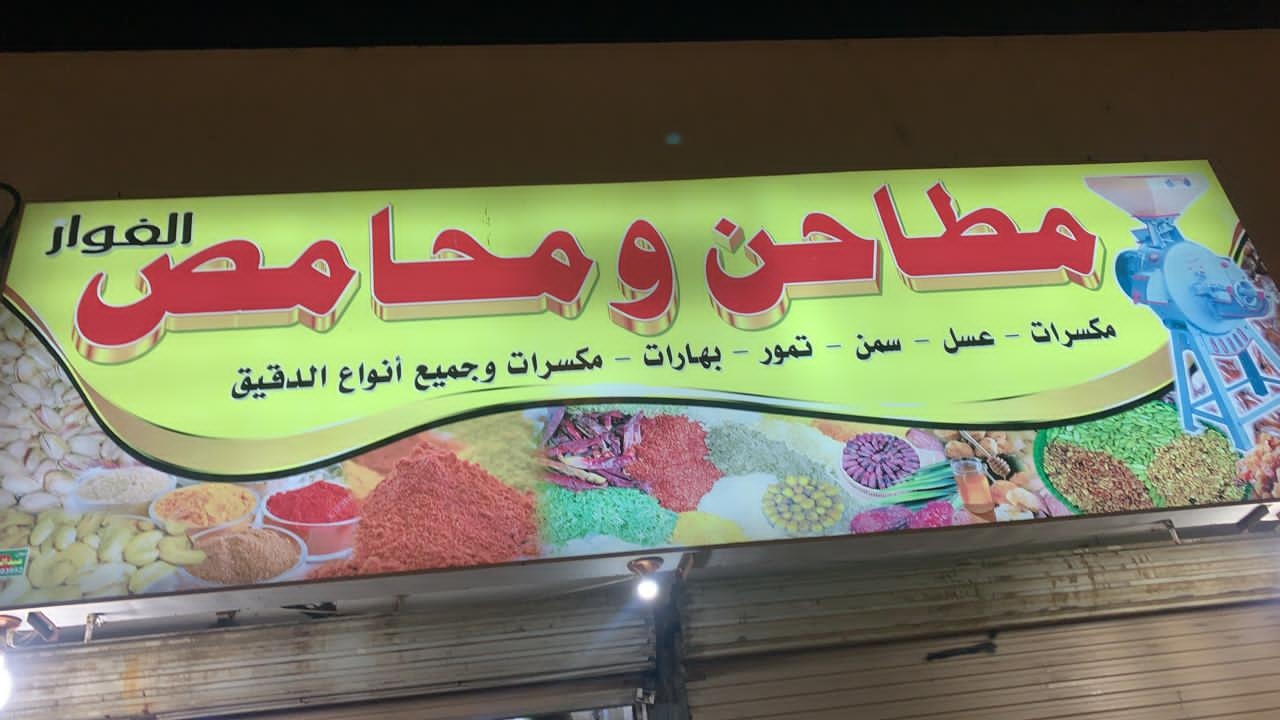 مطاحن ومحامص الفوار
مكسرات - عسل - سمن - تمور - بهارات - مكسرات وجميع أنواع الدقيق